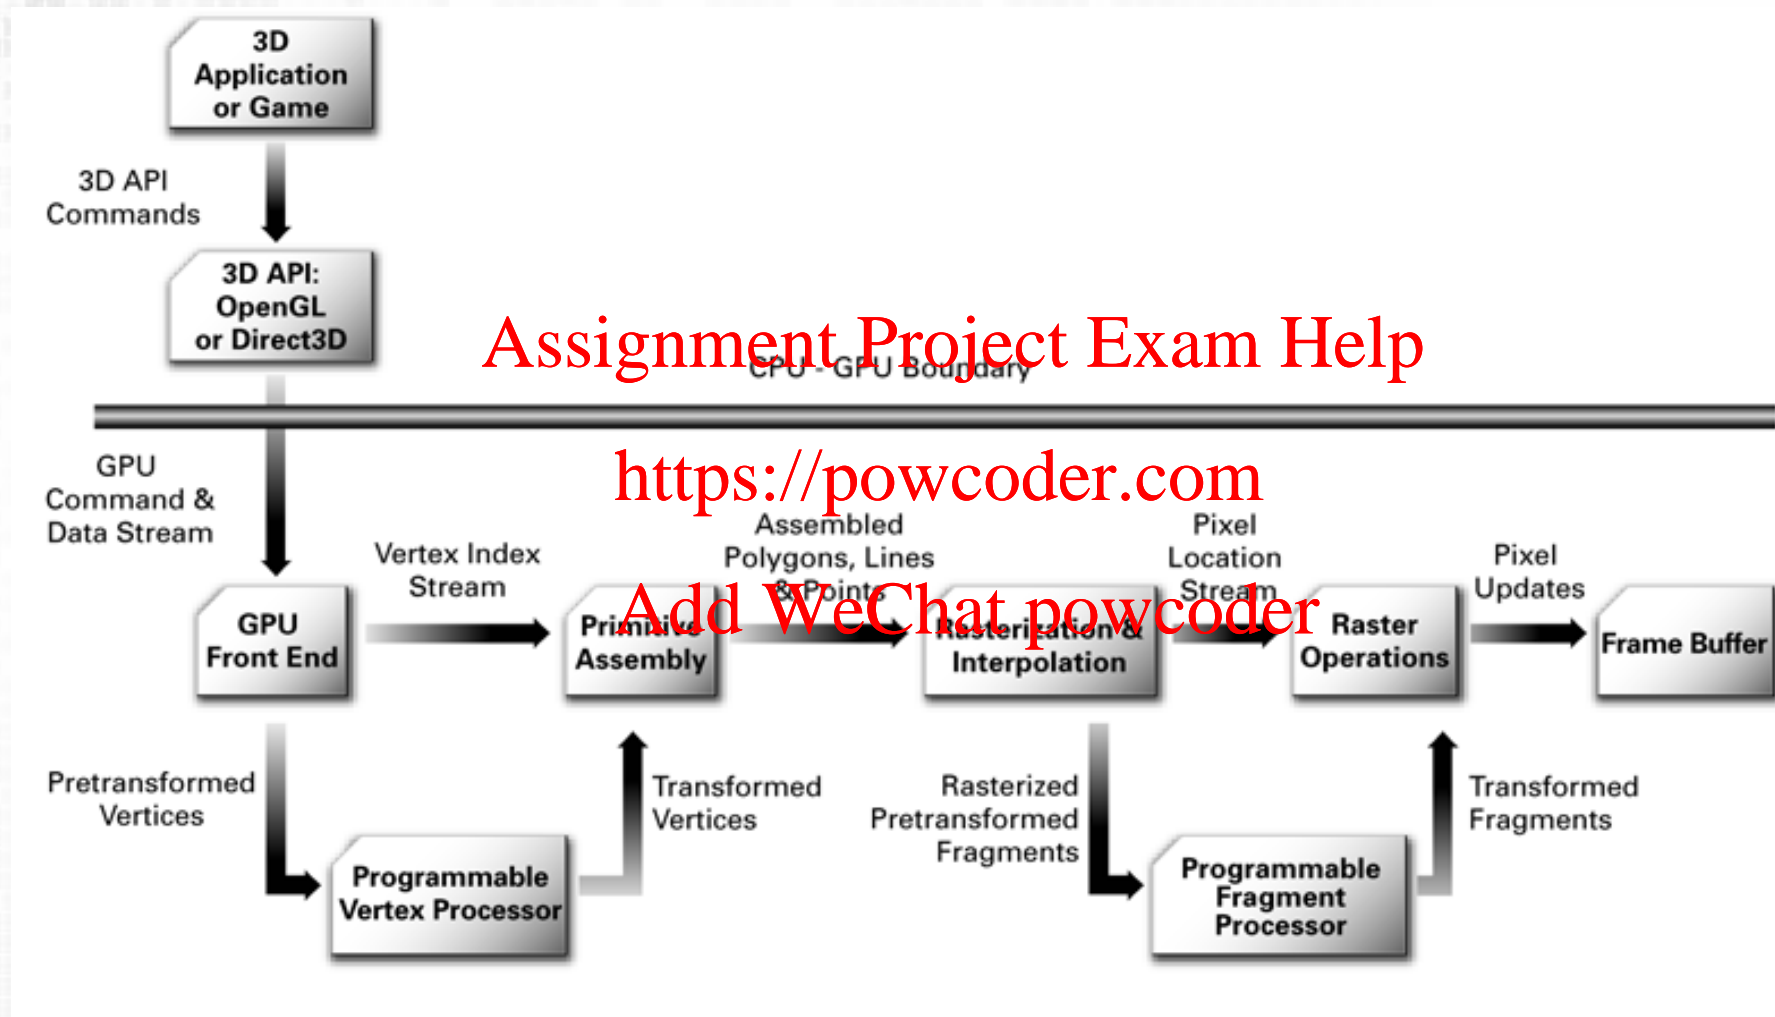 3D
Application
or Game
3D API
Commands
3D API:
OpenGL
or Direct3D
Assignment Project Exam Help
CPU - GPU Boundary
https://powcoder.com
GPU
Command &
Data Stream
Vertex Index
Stream
Assembled
Polygons, Lines
& Points
Pixel
Location
Stream
Pixel
Updates
Add WeChat powcoder
GPU
Front End
Primitive
Assembly
Rasterization &
Interpolation
Raster
Operations
Frame Buffer
Pretransformed
Vertices
Transformed
Vertices
Rasterized
Pretransformed
Fragments
Transformed
Fragments
Programmable
Vertex Processor
Programmable
Fragment
Processor